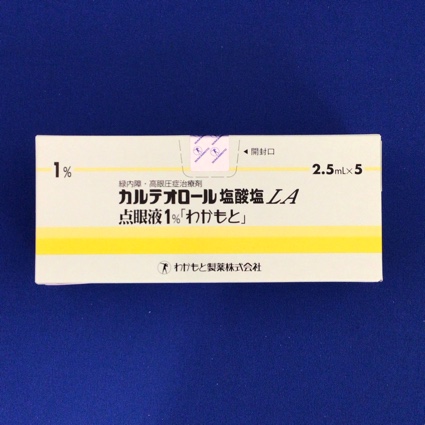 ◀開封口
1%
2.5mL×5
緑内障・高眼圧症治療剤
カルテオロール塩酸塩LA
点眼液1%「わかもと」
わかもと製薬株式会社